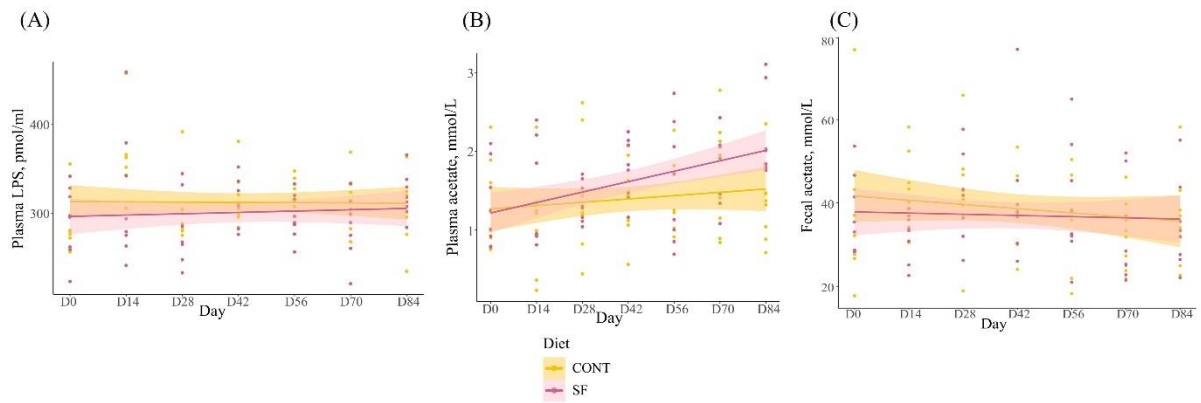 (A)
(B)
(C)
Plasma LPS, pmol/ml
400
300
D0 D14 D28 D42 D56 D70 D84
Day
Plasma acetate, mmol/L
3
2
1
D0 D14 D28 D42 D56 D70 D84
Day
Fecal acetate, mmol/L
80
60
40
20
D0 D14 D28 D42 D56 D70 D84
Day
Diet
CONT
SF